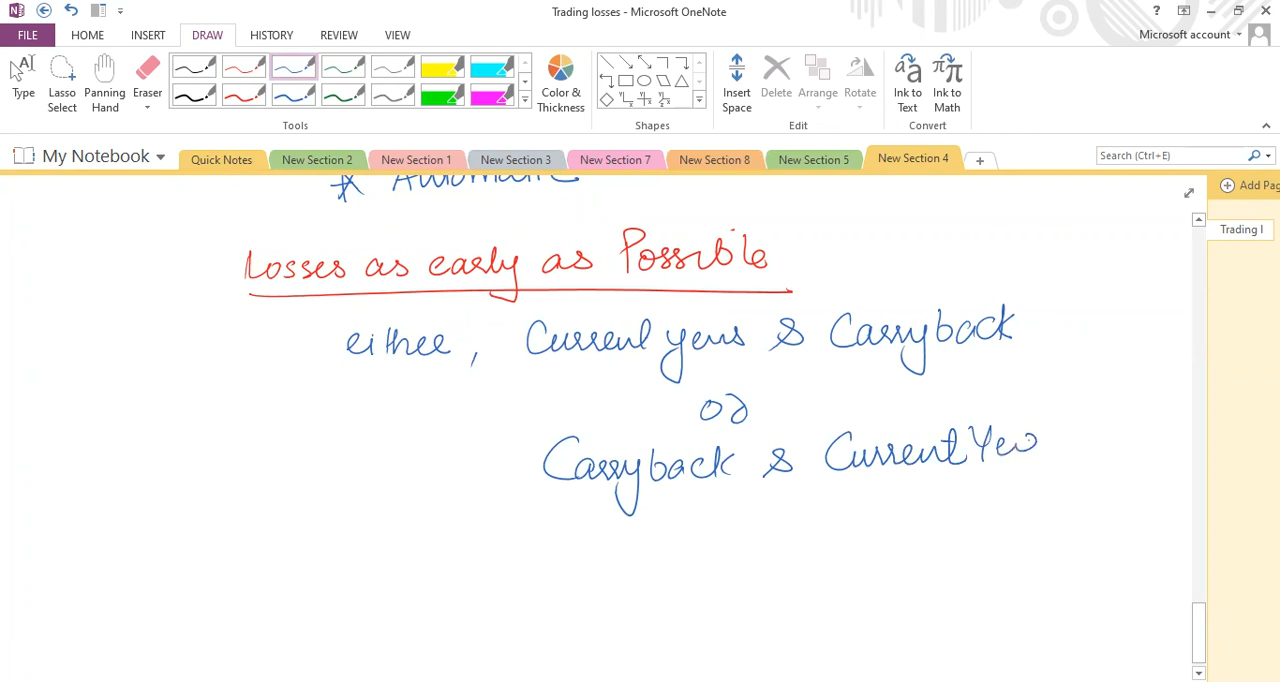 Trading losses - Microsoft OneNote
FILE HOME INSERT DRAW HISTORY REVIEW VIEW
Microsoft account
Type
Lasso Select
Panning Hand
Eraser
Color & Thickness
Insert Space
Delete
Arrange
Rotate
Ink to Text
Ink to Math
Tools
Shapes
Edit
Convert
My Notebook
Quick Notes
New Section 2
New Section 1
New Section 3
New Section 7
New Section 8
New Section 5
New Section 4
Search (Ctrl+E)
Add Pag
Trading l
* Automatic
Losses as early as Possible
either, Current year & Carryback
or
Carryback & Current Yea